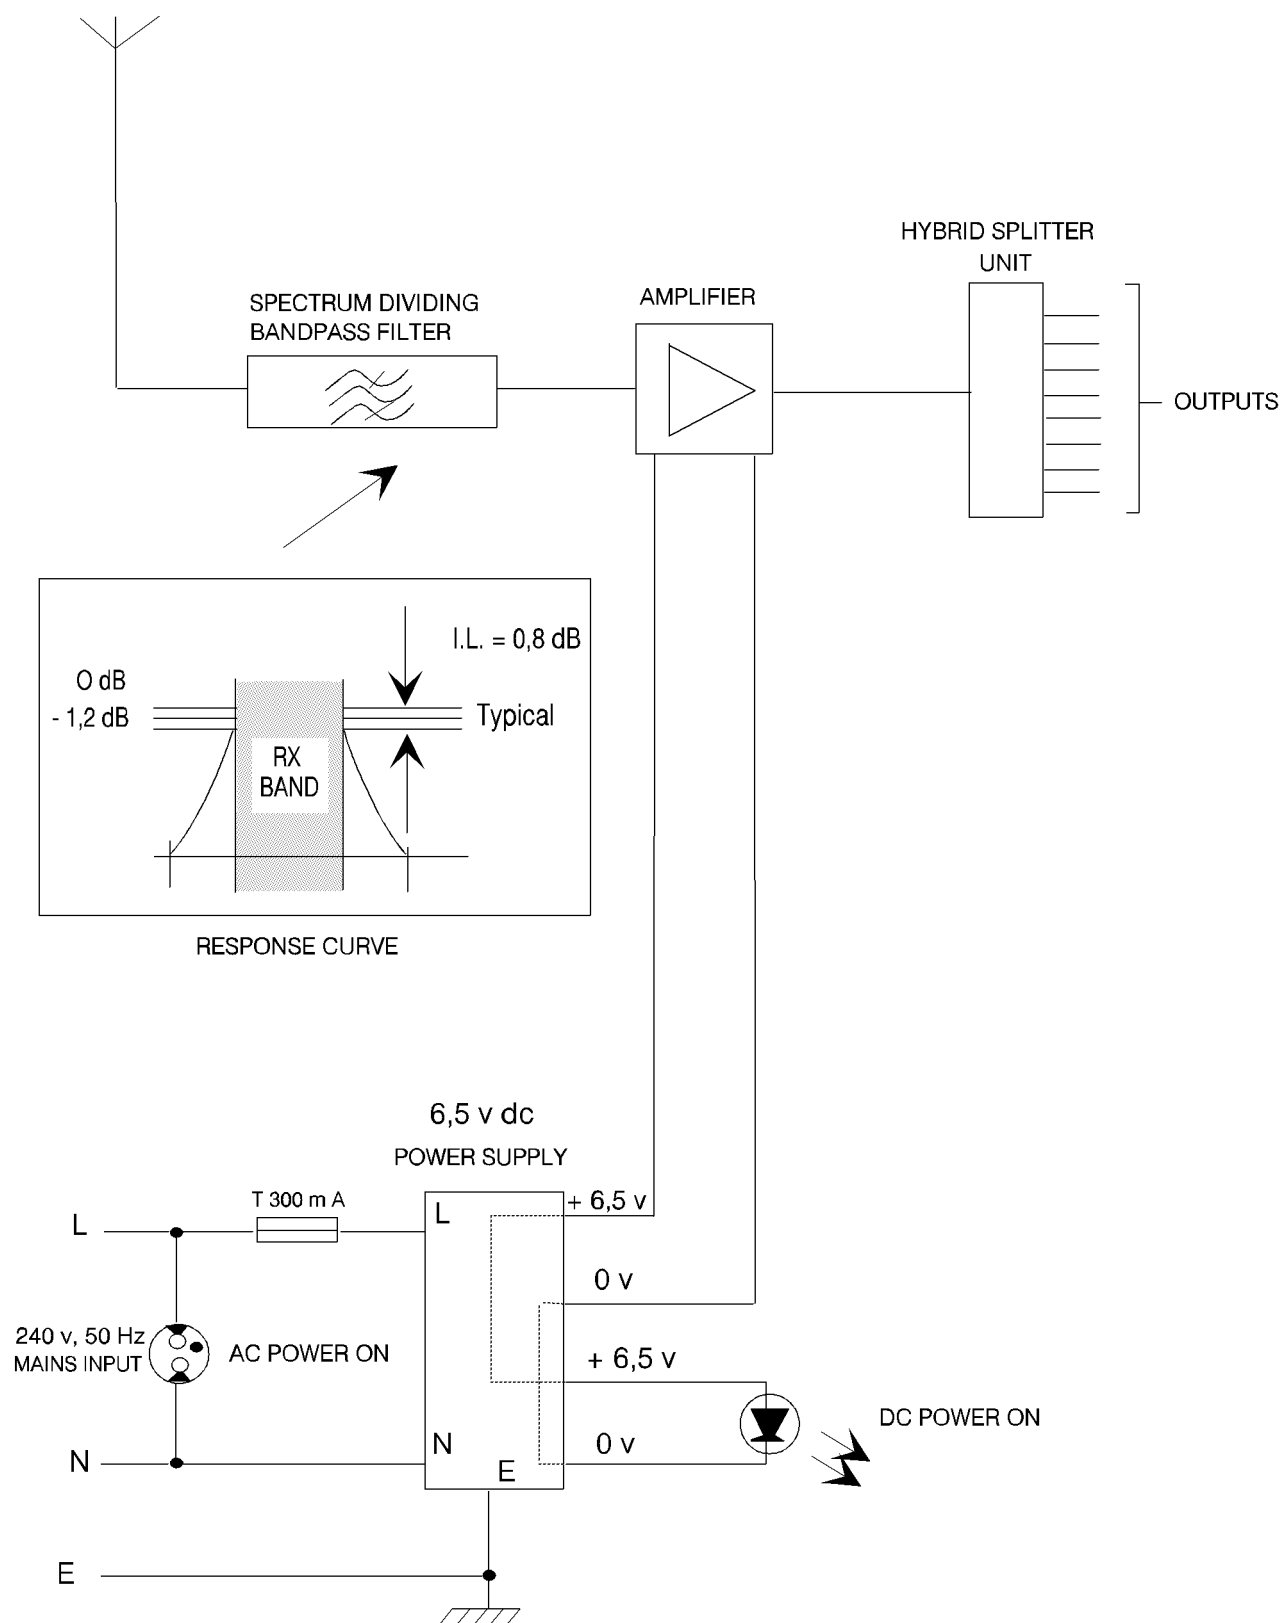 HYBRID SPLITTER
UNIT
SPECTRUM DIVIDING
BANDPASS FILTER
AMPLIFIER
OUTPUTS
I.L. = 0,8 dB
O dB
- 1,2 dB
Typical
RX
BAND
RESPONSE CURVE
6,5 v dc
POWER SUPPLY
T 300 m A
+ 6,5 v
L
L
0 v
240 v, 50 Hz
MAINS INPUT
AC POWER ON
+ 6,5 v
DC POWER ON
N
N
0 v
E
E